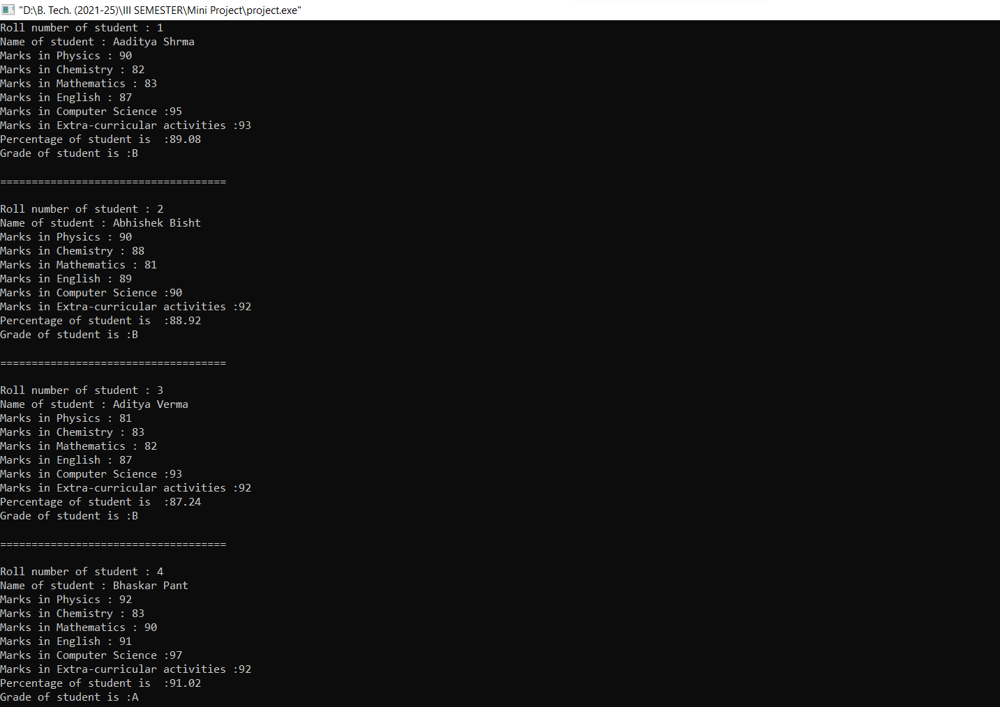 "D:\B. Tech. (2021-25)\III SEMESTER\Mini Project\project.exe"
Roll number of student : 1
Name of student : Aaditya Shrma
Marks in Physics : 90
Marks in Chemistry : 82
Marks in Mathematics : 83
Marks in English : 87
Marks in Computer Science :95
Marks in Extra-curricular activities :93
Percentage of student is  :89.08
Grade of student is :B
====================================
Roll number of student : 2
Name of student : Abhishek Bisht
Marks in Physics : 90
Marks in Chemistry : 88
Marks in Mathematics : 81
Marks in English : 89
Marks in Computer Science :90
Marks in Extra-curricular activities :92
Percentage of student is  :88.92
Grade of student is :B
====================================
Roll number of student : 3
Name of student : Aditya Verma
Marks in Physics : 81
Marks in Chemistry : 83
Marks in Mathematics : 82
Marks in English : 87
Marks in Computer Science :93
Marks in Extra-curricular activities :92
Percentage of student is  :87.24
Grade of student is :B
====================================
Roll number of student : 4
Name of student : Bhaskar Pant
Marks in Physics : 92
Marks in Chemistry : 83
Marks in Mathematics : 90
Marks in English : 91
Marks in Computer Science :97
Marks in Extra-curricular activities :92
Percentage of student is  :91.02
Grade of student is :A